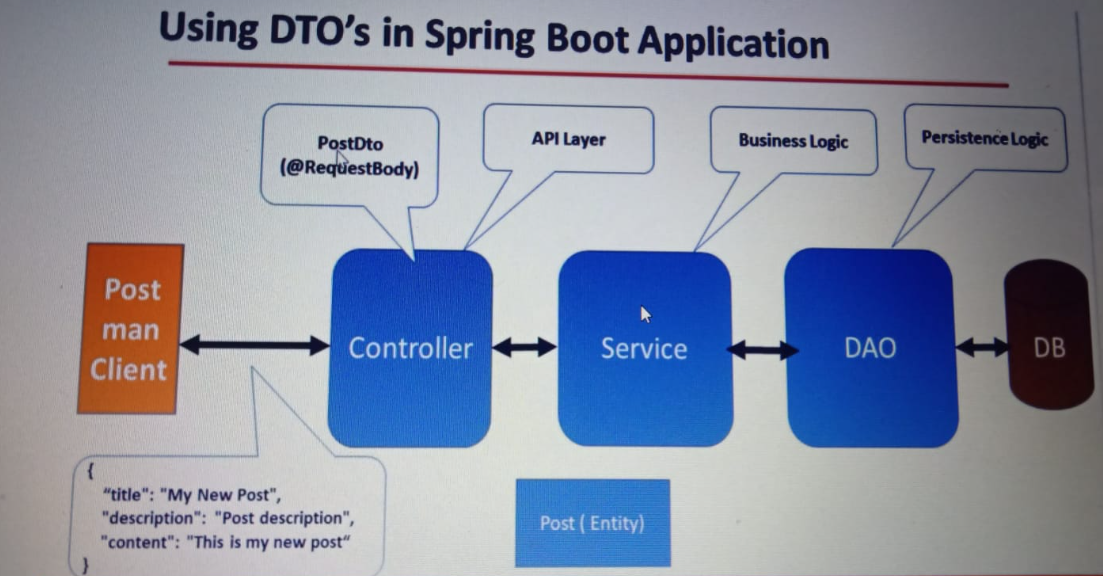 Using DTO's in Spring Boot Application
PostDto
(@RequestBody)
API Layer
Business Logic
Persistence Logic
Post
man
Client
Controller
Service
DAO
DB
{
“title": "My New Post",
"description": "Post description",
"content": "This is my new post“
}
Post ( Entity)